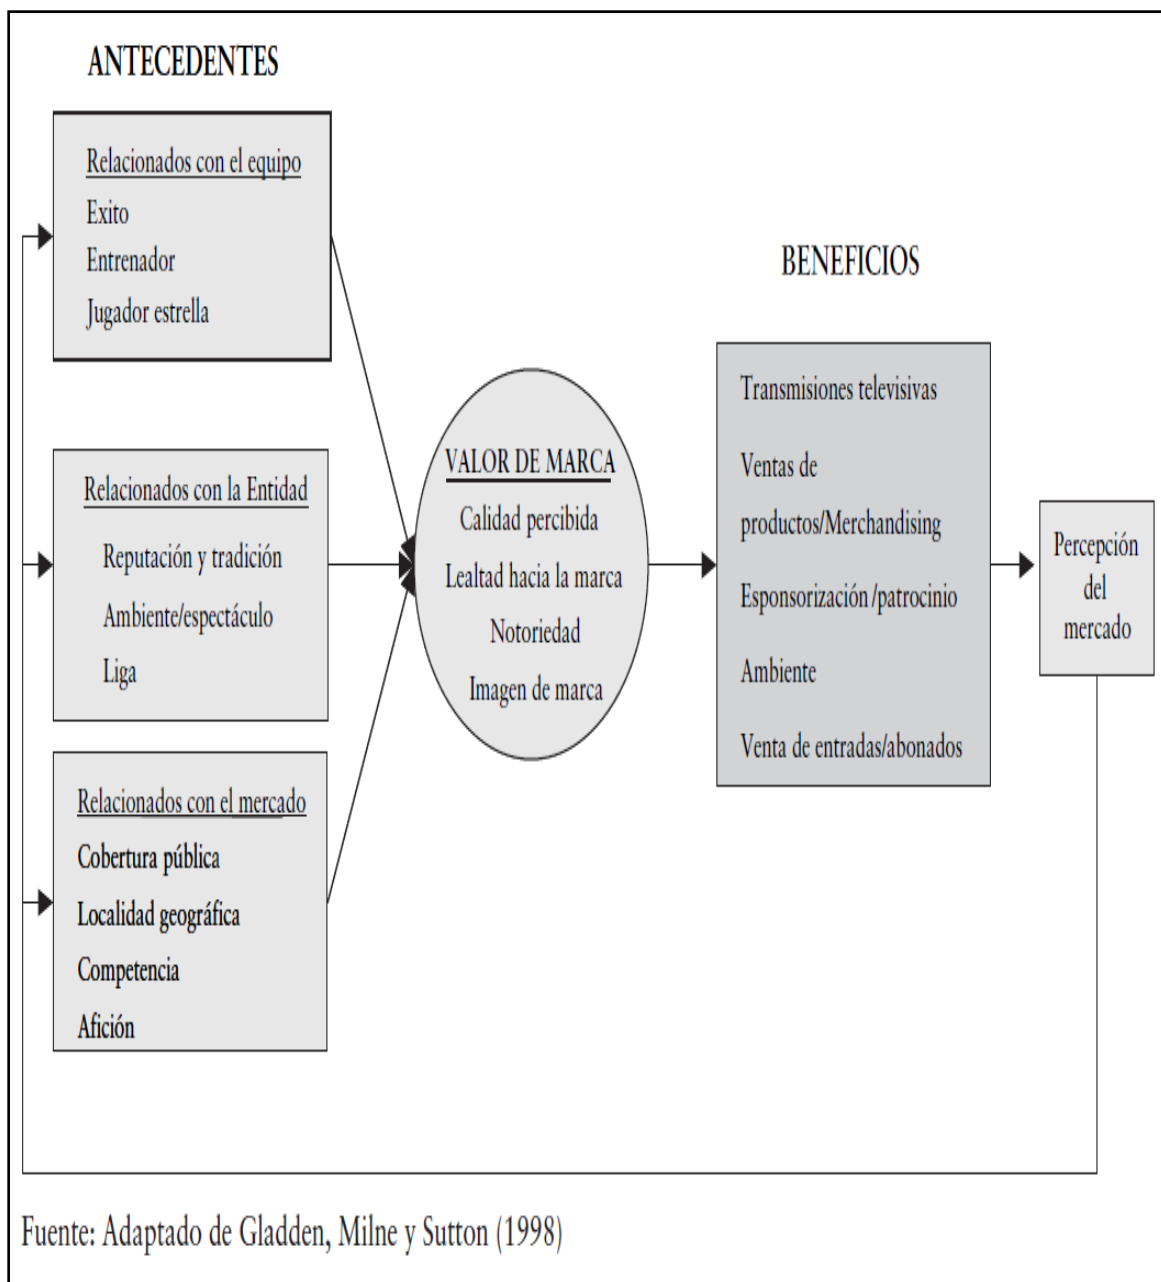 ANTECEDENTES
Relacionados con el equipo
Exito
Entrenador
Jugador estrella
Relacionados con la Entidad
Reputación y tradición
Ambiente/espectáculo
Liga
Relacionados con el mercado
Cobertura pública
Localidad geográfica
Competencia
Afición
VALOR DE MARCA
Calidad percibida
Lealtad hacia la marca
Notoriedad
Imagen de marca
BENEFICIOS
Transmisiones televisivas
Ventas de
productos/Merchandising
Esponsorización/patrocinio
Ambiente
Venta de entradas/abonados
Percepción
del
mercado
Fuente: Adaptado de Gladden, Milne y Sutton (1998)